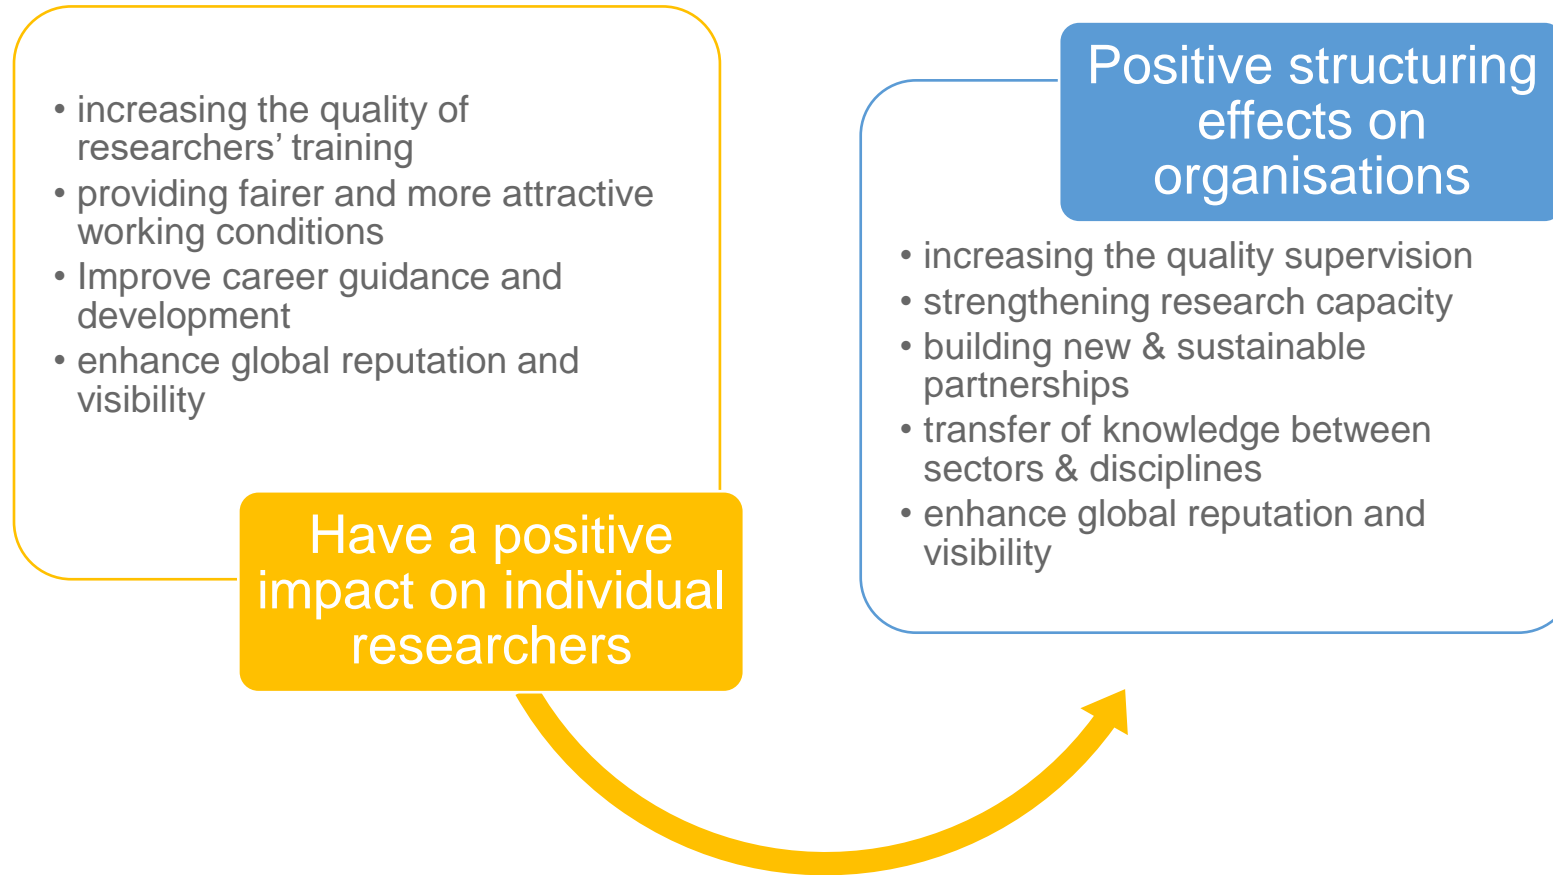 • increasing the quality of
researchers’ training
• providing fairer and more attractive
working conditions
• Improve career guidance and
development
• enhance global reputation and
visibility
Have a positive
impact on individual
researchers
Positive structuring
effects on
organisations
• increasing the quality supervision
• strengthening research capacity
• building new & sustainable
partnerships
• transfer of knowledge between
sectors & disciplines
• enhance global reputation and
visibility